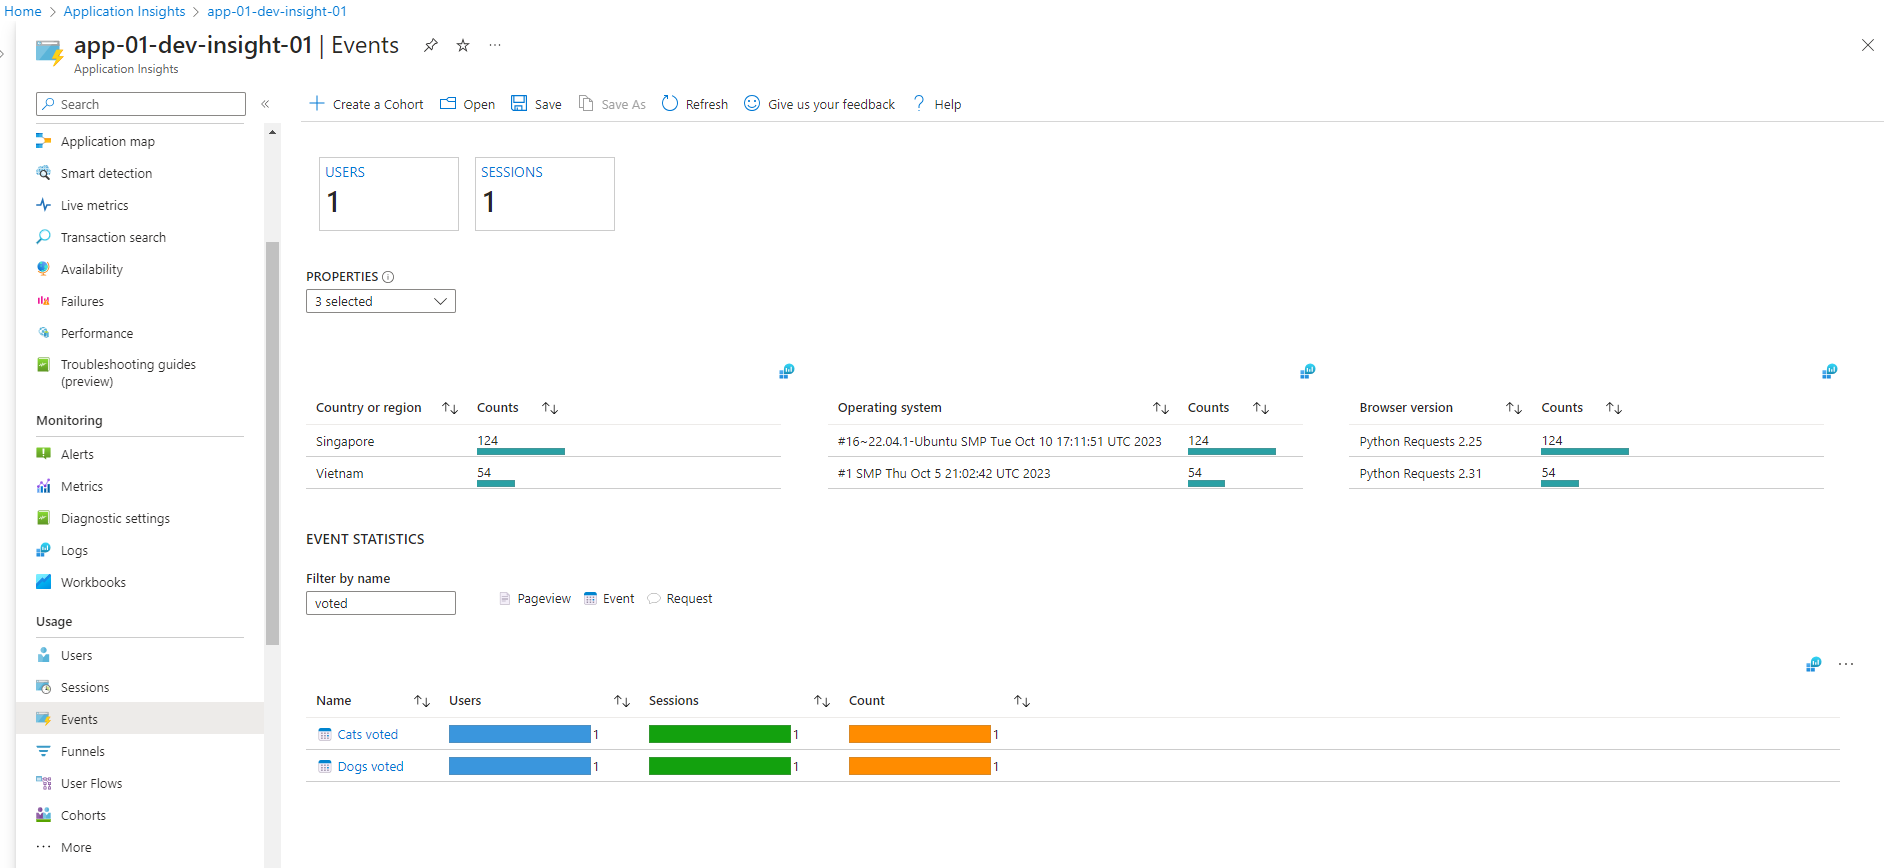 Home > Application Insights > app-01-dev-insight-01
app-01-dev-insight-01 | Events
Application Insights
Search
Application map
Smart detection
Live metrics
Transaction search
Availability
Failures
Performance
Troubleshooting guides
(preview)
Monitoring
Alerts
Metrics
Diagnostic settings
Logs
Workbooks
Usage
Users
Sessions
Events
Funnels
User Flows
Cohorts
More
Create a Cohort Open Save Save As Refresh Give us your feedback Help
USERS SESSIONS
1 1
PROPERTIES
3 selected
Country or region Counts
Singapore 124
Vietnam 54
Operating system Counts
#16~22.04.1-Ubuntu SMP Tue Oct 10 17:11:51 UTC 2023 124
#1 SMP Thu Oct 5 21:02:42 UTC 2023 54
Browser version Counts
Python Requests 2.25 124
Python Requests 2.31 54
EVENT STATISTICS
Filter by name
voted
Pageview Event Request
Name Users Sessions Count
Cats voted 1 1 1
Dogs voted 1 1 1